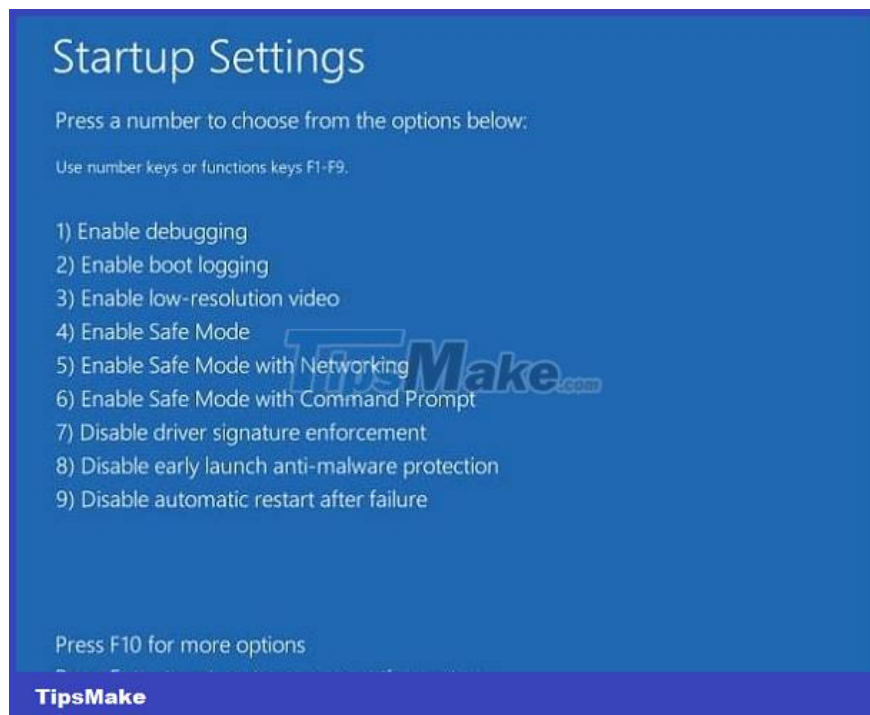 Startup Settings
Press a number to choose from the options below:
Use number keys or functions keys F1-F9.
1) Enable debugging
2) Enable boot logging
3) Enable low-resolution video
4) Enable Safe Mode
5) Enable Safe Mode with Networking
6) Enable Safe Mode with Command Prompt
7) Disable driver signature enforcement
8) Disable early launch anti-malware protection
9) Disable automatic restart after failure
TipsMake.com
Press F10 for more options
TipsMake